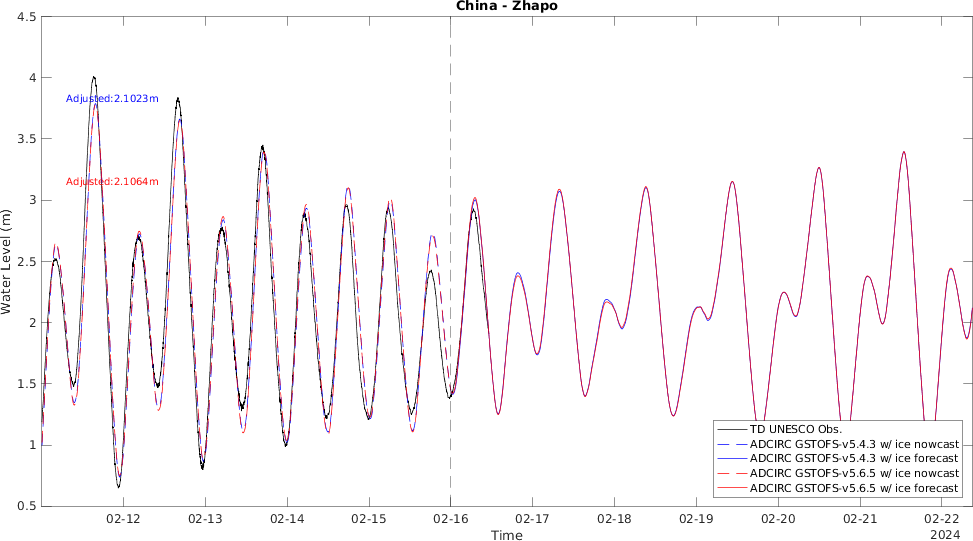 China - Zhapo
4.5
4
3.5
3
2.5
2
1.5
1
0.5
Water Level (m)
Adjusted:2.1023m
Adjusted:2.1064m
TD UNESCO Obs.
ADCIRC GSTOFS-v5.4.3 w/ ice nowcast
ADCIRC GSTOFS-v5.4.3 w/ ice forecast
ADCIRC GSTOFS-v5.6.5 w/ ice nowcast
ADCIRC GSTOFS-v5.6.5 w/ ice forecast
02-12 02-13 02-14 02-15 02-16 02-17 02-18 02-19 02-20 02-21 02-22
2024
Time